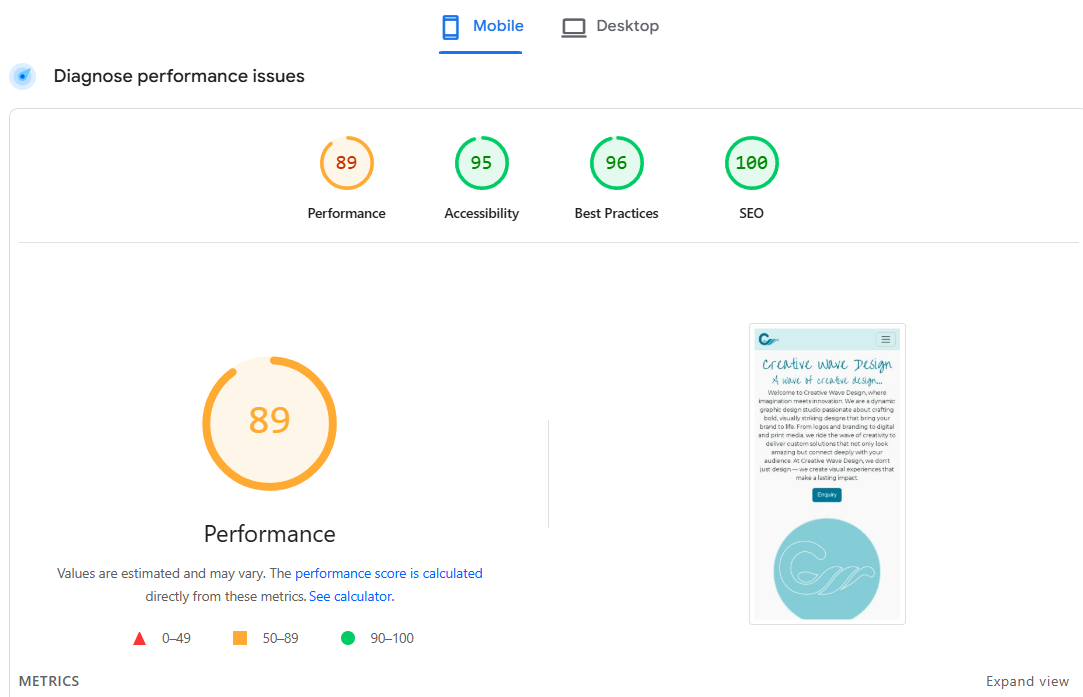 Mobile
Desktop
Diagnose performance issues
89
95
96
100
Performance
Accessibility
Best Practices
SEO
89
Performance
Values are estimated and may vary. The performance score is calculated
directly from these metrics. See calculator.
0–49
50–89
90–100
Creative Wave Design
A wave of creative design...
Welcome to Creative Wave Design, where
imagination meets innovation. We are a dynamic
graphic design studio passionate about crafting
bold, visually striking designs that bring your
brand to life. From logos and branding to digital
and print media, we ride the wave of creativity to
deliver custom solutions that not only look
amazing but connect deeply with your
audience. At Creative Wave Design, we don't
just design — we create visual experiences that
make a lasting impact.
Enquiry
METRICS
Expand view